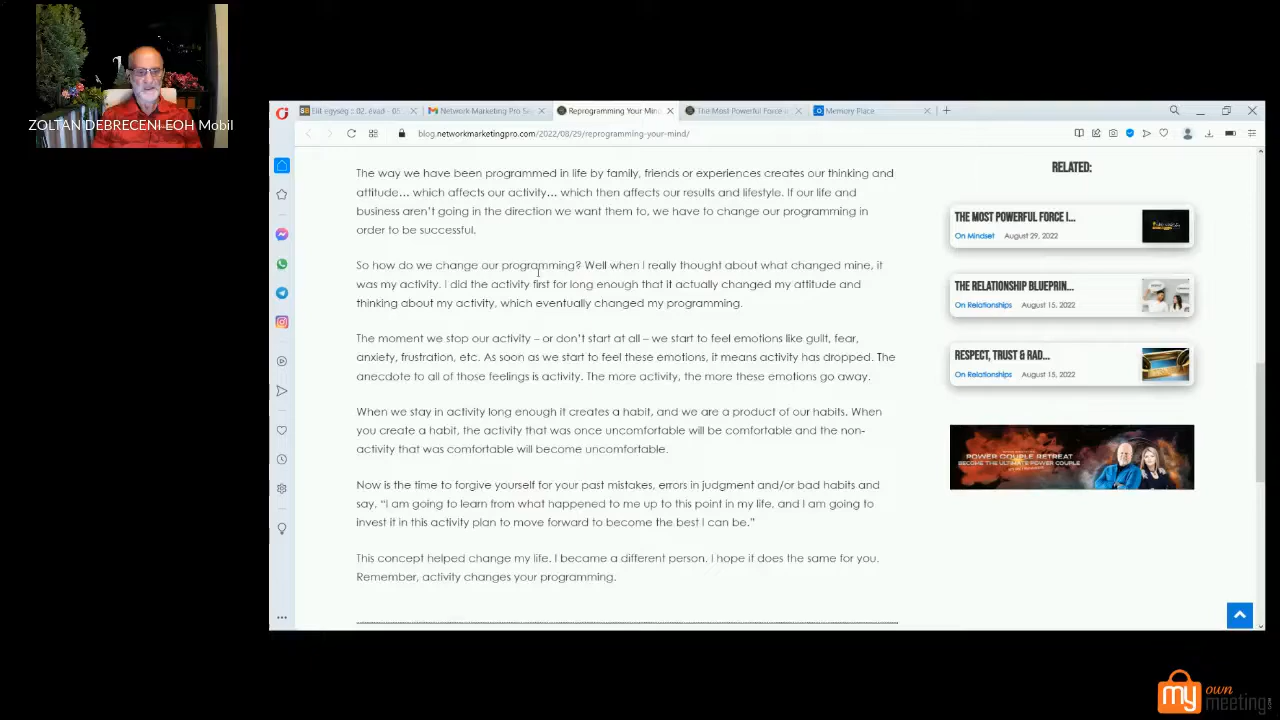 ZOLTAN DEBRECENI-EOH Mobil
Network Marketing Pro Se
Reprogramming Your Min
The Most Powerful Force i
Memory Place
blog.networkmarketingpro.com/2022/08/29/reprogramming-your-mind/
The way we have been programmed in life by family, friends or experiences creates our thinking and
attitude… which affects our activity… which then affects our results and lifestyle. If our life and
business aren't going in the direction we want them to, we have to change our programming in
order to be successful.
So how do we change our programming? Well when I really thought about what changed mine, it
was my activity. I did the activity first for long enough that it actually changed my attitude and
thinking about my activity, which eventually changed my programming.
The moment we stop our activity – or don't start at all – we start to feel emotions like guilt, fear,
anxiety, frustration, etc. As soon as we start to feel these emotions, it means activity has dropped. The
anecdote to all of those feelings is activity. The more activity, the more these emotions go away.
When we stay in activity long enough it creates a habit, and we are a product of our habits. When
you create a habit, the activity that was once uncomfortable will be comfortable and the non-
activity that was comfortable will become uncomfortable.
Now is the time to forgive yourself for your past mistakes, errors in judgment and/or bad habits and
say, "I am going to learn from what happened to me up to this point in my life, and I am going to
invest it in this activity plan to move forward to become the best I can be."
This concept helped change my life. I became a different person. I hope it does the same for you.
Remember, activity changes your programming.
RELATED:
THE MOST POWERFUL FORCE I...
On Mindset August 29, 2022
THE RELATIONSHIP BLUEPRIN...
On Relationships August 15, 2022
RESPECT, TRUST & RAD...
On Relationships August 15, 2022
POWER COUPLE RETREAT
BECOME THE ULTIMATE POWER COUPLE
my own
meeting